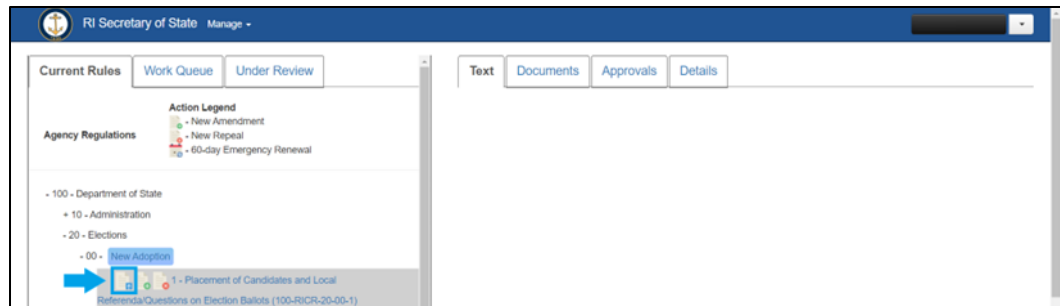 RI Secretary of State Manage
Current Rules Work Queue Under Review
Text Documents Approvals Details
Action Legend
- New Amendment
Agency Regulations
- New Repeal
- 60-day Emergency Renewal
- 100 - Department of State
+ 10 - Administration
- 20 - Elections
- 00 - New Adoption
1 - Placement of Candidates and Local
Referenda/Questions on Election Ballots (100-RICR-20-00-1)